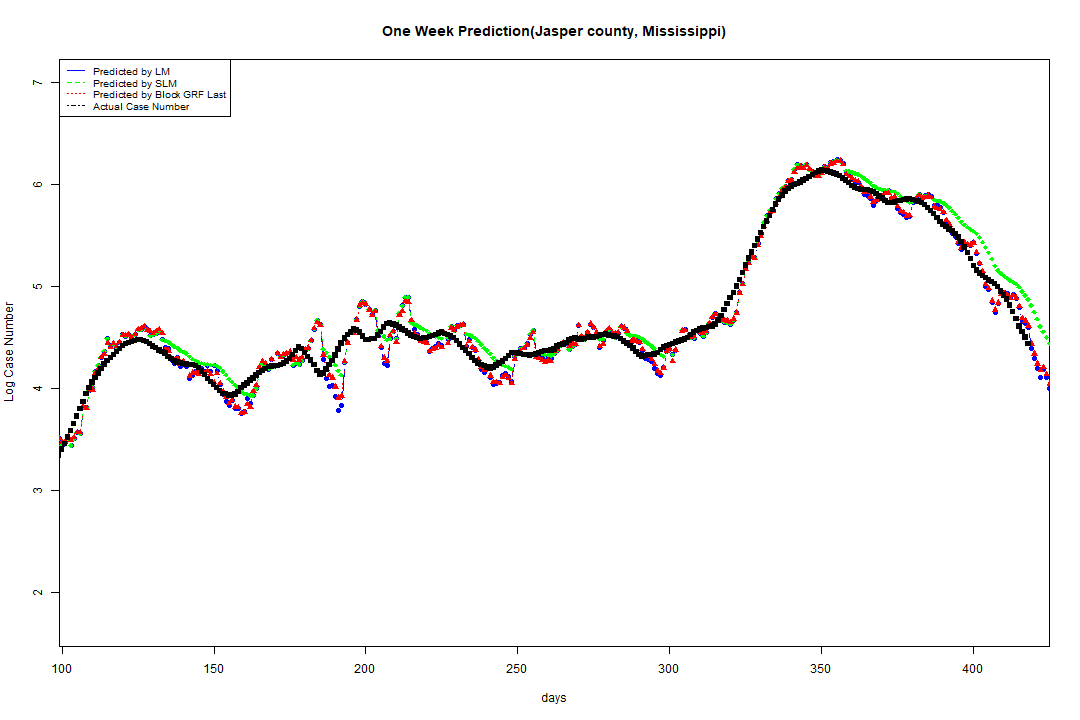 One Week Prediction(Jasper county, Mississippi)
Predicted by LM
Predicted by SLM
Predicted by Block GRF Last
Actual Case Number
7
6
5
4
3
2
Log Case Number
100 150 200 250 300 350 400
days